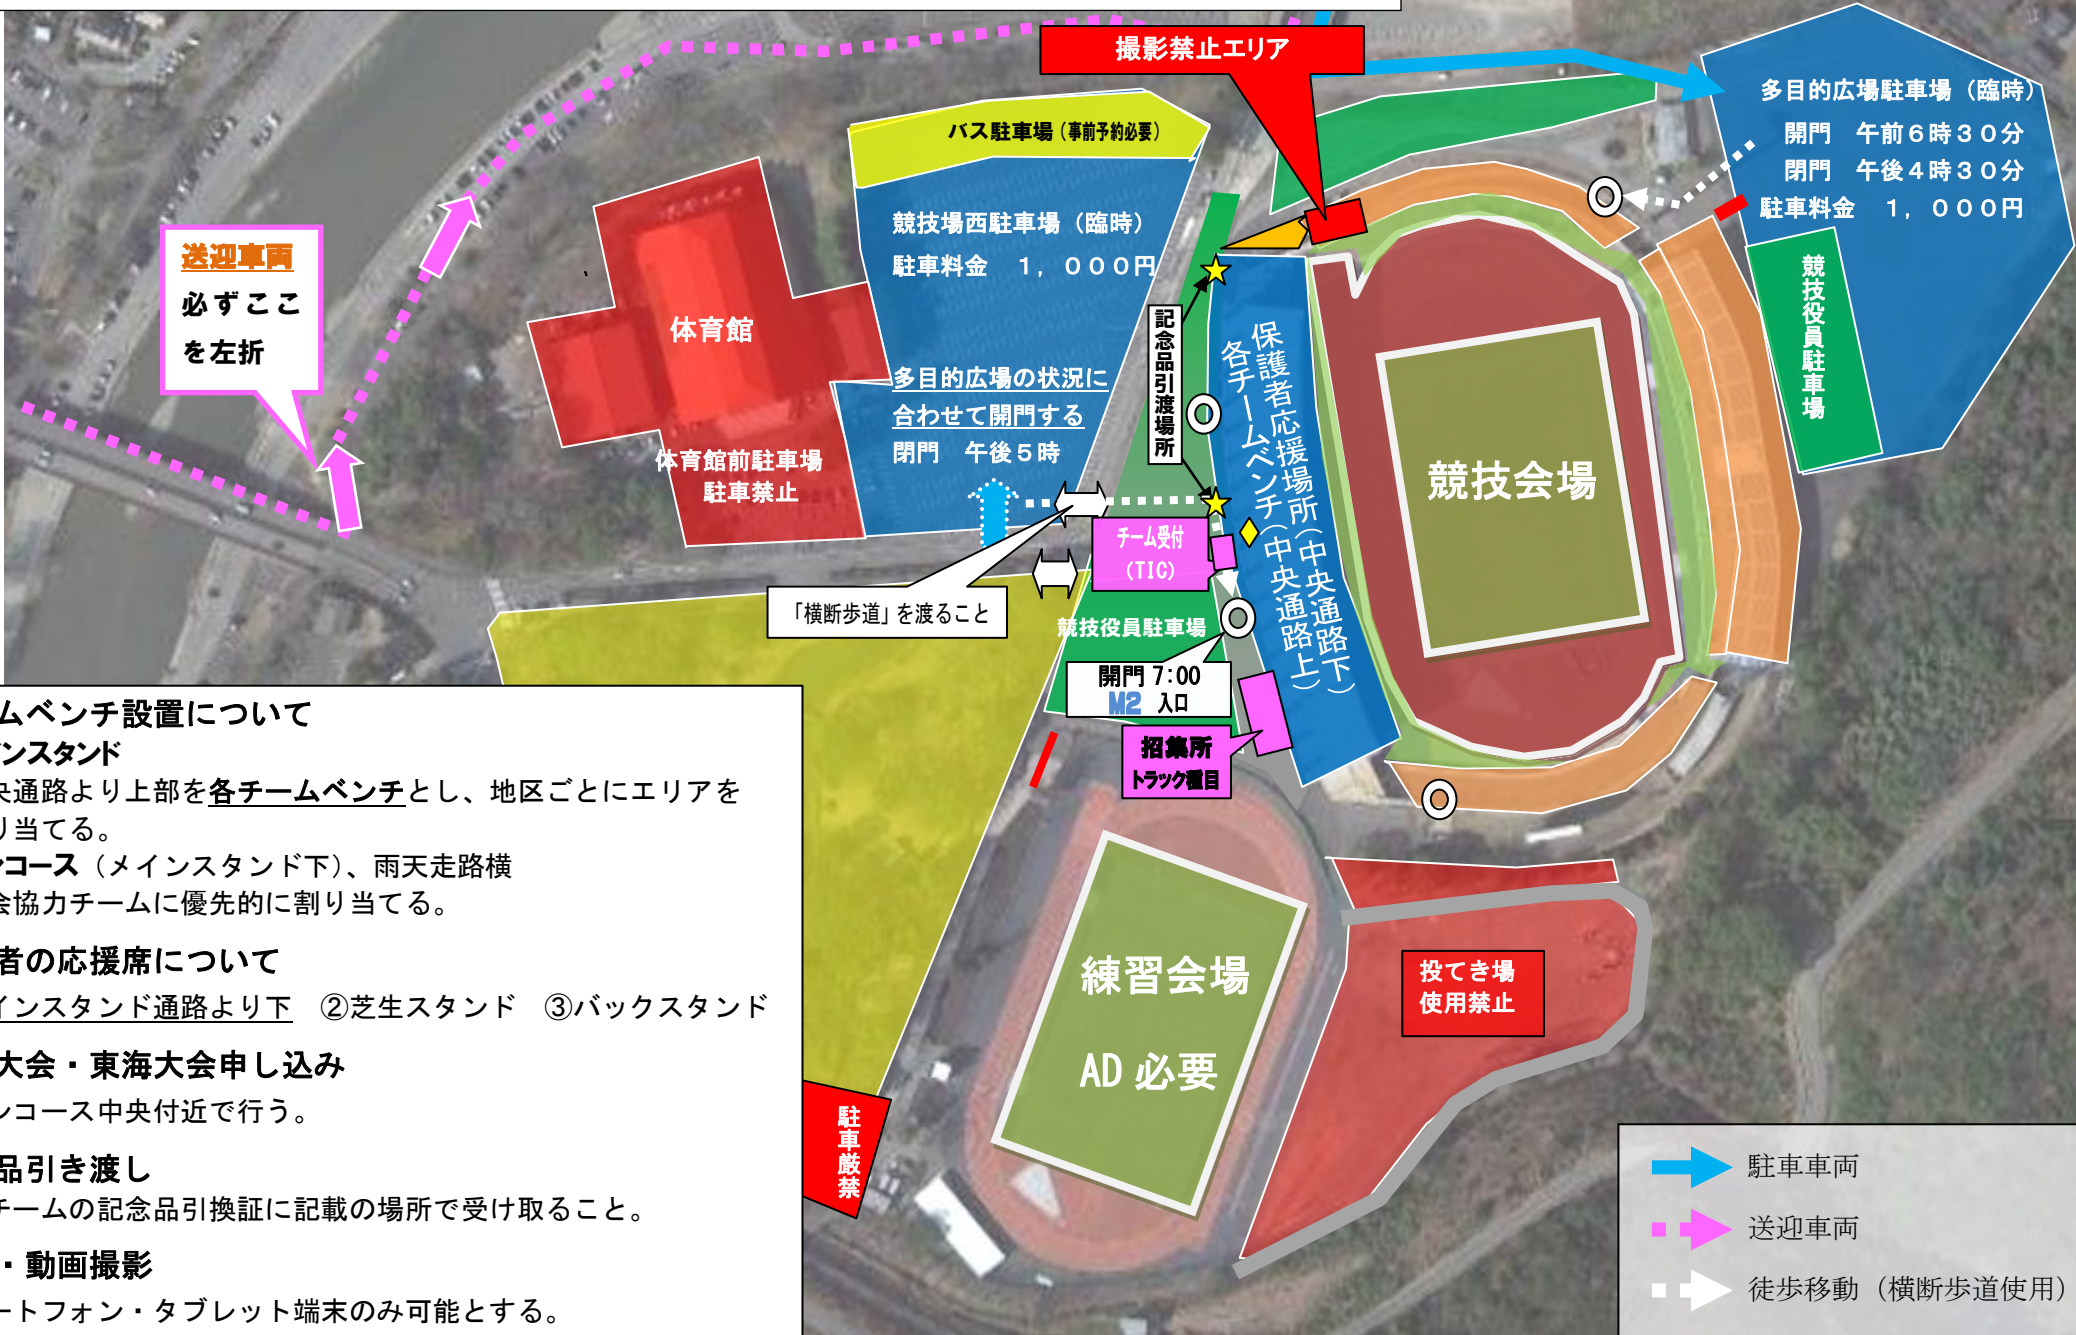 撮影禁止エリア
多目的広場駐車場（臨時）
開門　午前６時３０分
閉門　午後４時３０分
駐車料金　１，０００円
バス駐車場（事前予約必要）
競技場西駐車場（臨時）
駐車料金　１，０００円
送迎車両
必ずここ
を左折
体育館
記念品引渡場所
保護者応援場所（中央通路下）
各チームベンチ（中央通路上）
競技役員駐車場
多目的広場の状況に
合わせて開門する
閉門　午後５時
体育館前駐車場
駐車禁止
競技会場
チーム受付
（TIC）
「横断歩道」を渡ること
競技役員駐車場
開門 7:00
M2 入口
招集所
トラック種目
ムベンチ設置について
ンスタンド
央通路より上部を各チームベンチとし、地区ごとにエリアを
り当てる。
コース（メインスタンド下）、雨天走路横
会協力チームに優先的に割り当てる。
者の応援席について
インスタンド通路より下　②芝生スタンド　③バックスタンド
大会・東海大会申し込み
ンコース中央付近で行う。
品引き渡し
チームの記念品引換証に記載の場所で受け取ること。
・動画撮影
ートフォン・タブレット端末のみ可能とする。
駐車厳禁
練習会場
AD 必要
投てき場
使用禁止
駐車車両
送迎車両
徒歩移動（横断歩道使用）